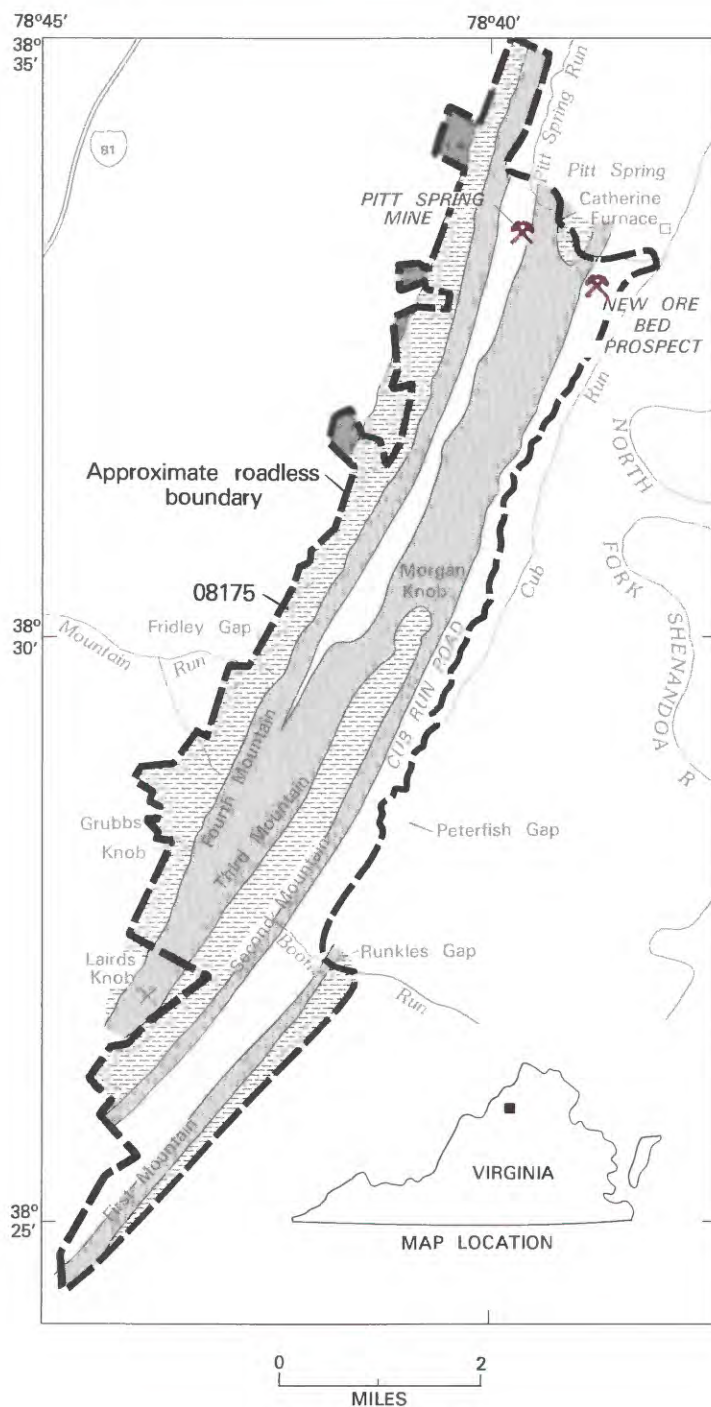 78°45'
78°40'
38°
35'
81
Pitt Spring Run
Pitt Spring
PITT SPRING
MINE
Catherine
Furnace
NEW ORE
BED
PROSPECT
Run
NORTH
Approximate roadless
boundary
FORK
Morgan
Knob
Cub
08175
Fridley Gap
38°
30'
Mountain
Run
SHENANDOA
R
CUB RUN ROAD
Fourth Mountain
Third Mountain
Grubbs
Knob
Peterfish Gap
Second Mountain
Lairds
Knob
Boon
Runkles Gap
Run
First Mountain
VIRGINIA
MAP LOCATION
38°
25'
0
2
MILES